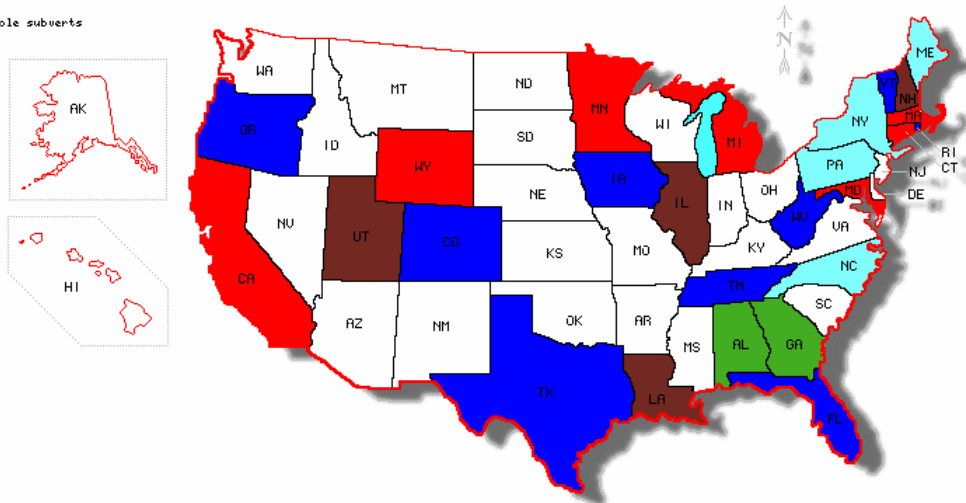 ole subverts
N
ME
WA
VT
MT
ND
NH
AK
MN
MA
OR
WI
NY
SD
ID
MI
RI
WY
PA
CT
NJ
IA
OH
MD
DE
NE
IL
IN
NV
WV
UT
CO
VA
MO
KS
KY
NC
CA
HI
TN
SC
OK
AR
AZ
NM
AL
GA
MS
TX
LA
FL